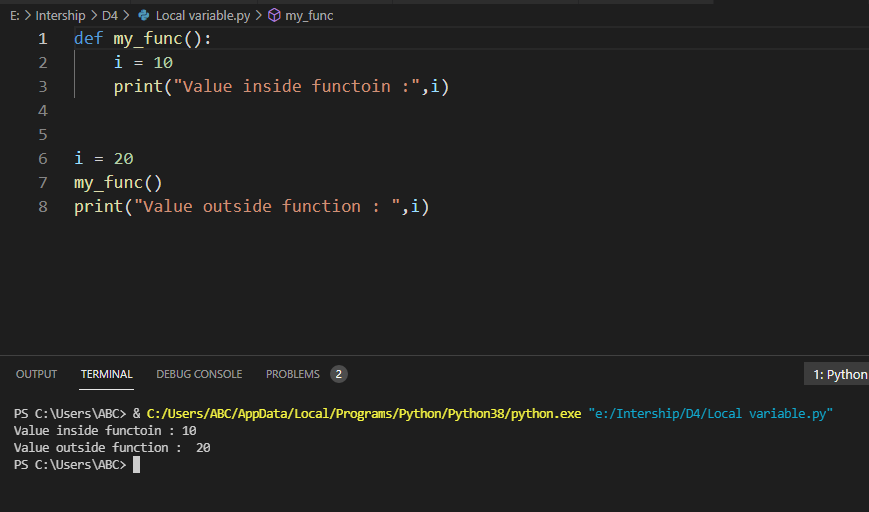 E: > Intership > D4 > Local variable.py > my_func
1 def my_func():
2     i = 10
3     print("Value inside functoin :",i)
4
5
6 i = 20
7 my_func()
8 print("Value outside function : ",i)
OUTPUT TERMINAL DEBUG CONSOLE PROBLEMS 2 1: Python
PS C:\Users\ABC> & C:/Users/ABC/AppData/Local/Programs/Python/Python38/python.exe "e:/Intership/D4/Local variable.py"
Value inside functoin : 10
Value outside function :  20
PS C:\Users\ABC>